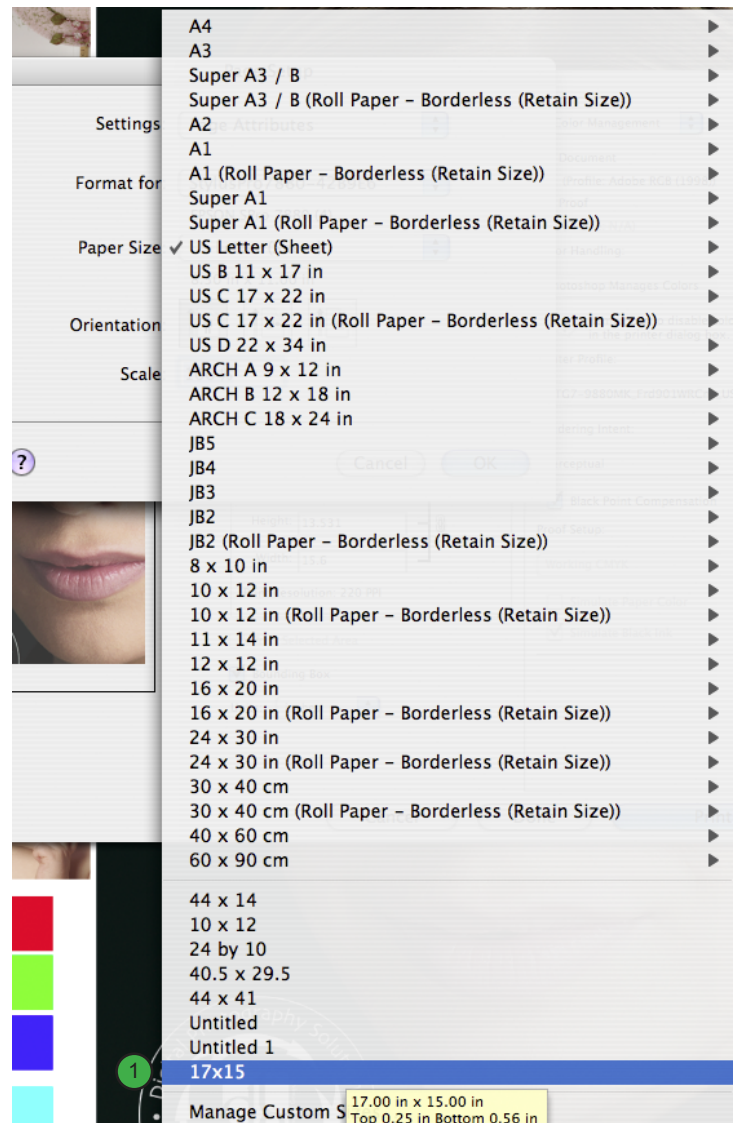 A4
A3
Super A3 / B
Super A3 / B (Roll Paper – Borderless (Retain Size))
Settings
A2
A1
Format for
A1 (Roll Paper – Borderless (Retain Size))
Super A1
Super A1 (Roll Paper – Borderless (Retain Size))
Paper Size ✓ US Letter (Sheet)
US B 11 x 17 in
US C 17 x 22 in
Orientation
US C 17 x 22 in (Roll Paper – Borderless (Retain Size))
US D 22 x 34 in
Scale
ARCH A 9 x 12 in
ARCH B 12 x 18 in
ARCH C 18 x 24 in
JB5
?
JB4
Cancel
OK
JB3
JB2
JB2 (Roll Paper – Borderless (Retain Size))
8 x 10 in
10 x 12 in
10 x 12 in (Roll Paper – Borderless (Retain Size))
11 x 14 in
12 x 12 in
16 x 20 in
16 x 20 in (Roll Paper – Borderless (Retain Size))
24 x 30 in
24 x 30 in (Roll Paper – Borderless (Retain Size))
30 x 40 cm
30 x 40 cm (Roll Paper – Borderless (Retain Size))
40 x 60 cm
60 x 90 cm
44 x 14
10 x 12
24 by 10
40.5 x 29.5
44 x 41
Untitled
Untitled 1
1
17x15
Manage Custom S
17.00 in x 15.00 in
Top 0.25 in Bottom 0.56 in